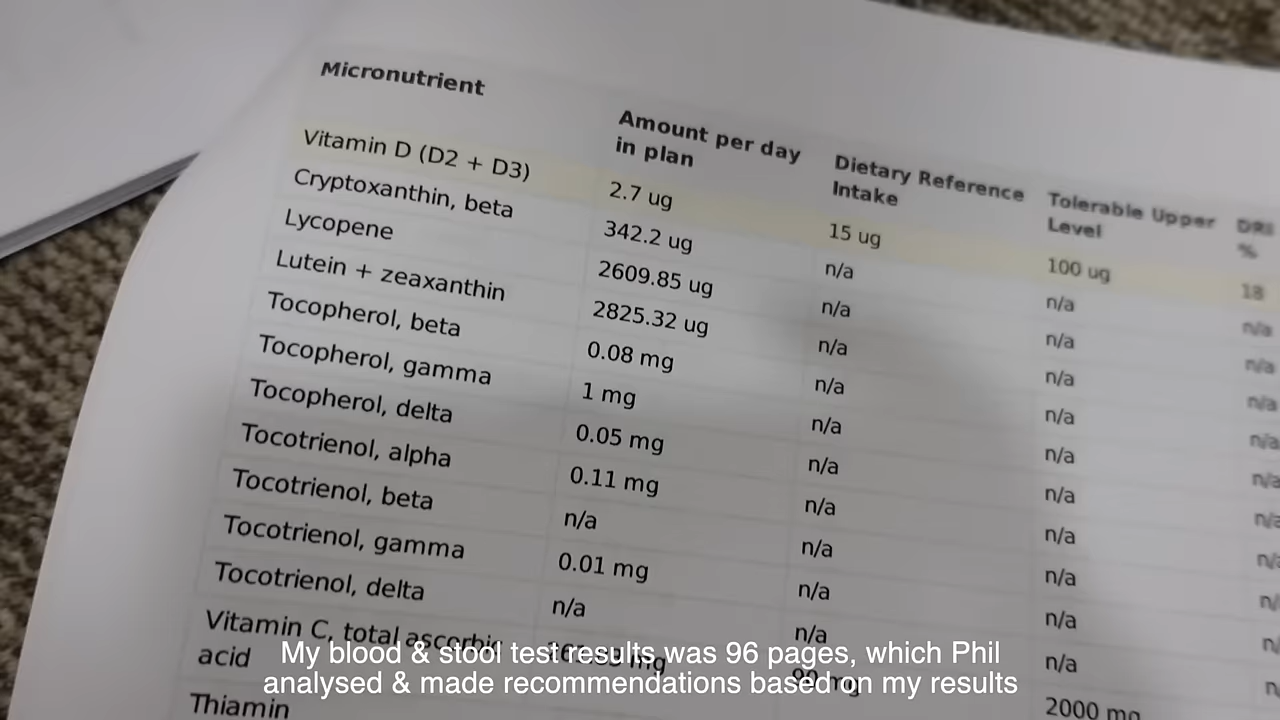 Micronutrient Amount per day in plan Dietary Reference Intake Tolerable Upper Level DRI %
Vitamin D (D2 + D3) 2.7 ug 15 ug 100 ug 18
Cryptoxanthin, beta 342.2 ug n/a n/a n/a
Lycopene 2609.85 ug n/a n/a n/a
Lutein + zeaxanthin 2825.32 ug n/a n/a n/a
Tocopherol, beta 0.08 mg n/a n/a n/a
Tocopherol, gamma 1 mg n/a n/a n/a
Tocopherol, delta 0.05 mg n/a n/a n/a
Tocotrienol, alpha 0.11 mg n/a n/a n/a
Tocotrienol, beta n/a n/a n/a n/a
Tocotrienol, gamma 0.01 mg n/a n/a n/a
Tocotrienol, delta n/a n/a n/a
Vitamin C, total ascorbic acid mg mg 2000 mg
Thiamin
My blood & stool test results was 96 pages, which Phil
analysed & made recommendations based on my results